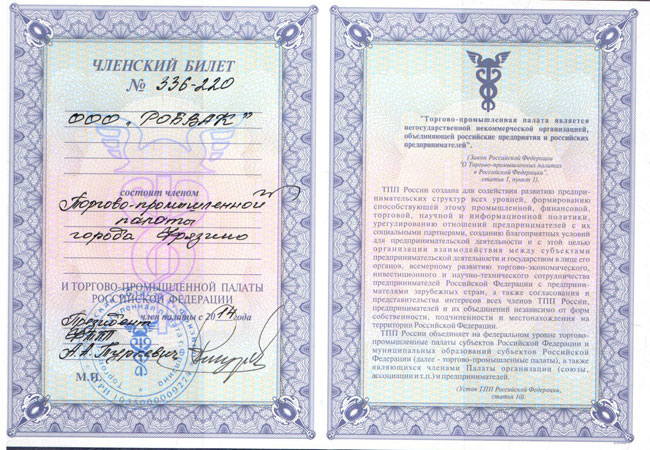 ЧЛЕНСКИЙ БИЛЕТ
№ 336-220
ООО "РОВВАК"
состоит членом
Торгово-промышленной
палаты
города Фрязино
И ТОРГОВО-ПРОМЫШЛЕННОЙ ПАЛАТЫ
РОССИЙСКОЙ ФЕДЕРАЦИИ
член палаты с 2014 года
Президент
ФТПП
А.А.
М.П.
"Торгово-промышленная палата является
негосударственной некоммерческой организацией,
объединяющей российские предприятия и российских
предпринимателей".
(Закон Российской Федерации
"О Торгово-промышленных палатах
в Российской Федерации",
статья 1, пункт 1).
ТПП России создана для содействия развитию предпри-
нимательских структур всех уровней, формированию
способствующей этому промышленной, финансовой,
торговой, научной и информационной политики,
урегулированию отношений предпринимателей с их
социальными партнерами, созданию благоприятных условий
для предпринимательской деятельности и с этой целью
организации взаимодействия между субъектами
предпринимательской деятельности и государством в лице его
органов, всемерному развитию торгово-экономического,
инвестиционного и научно-технического сотрудничества
предпринимателей Российской Федерации с предпри-
нимателями зарубежных стран, а также согласования и
представительства интересов всех членов ТПП России,
предпринимателей и их объединений независимо от форм
собственности, подчиненности и местонахождения на
территории Российской Федерации.
ТПП России объединяет на федеральном уровне торгово-
промышленные палаты субъектов Российской Федерации и
муниципальных образований субъектов Российской
Федерации (далее - торгово-промышленные палаты), а также
являющихся членами Палаты организации (союзы,
ассоциации и т.п.) и предпринимателей.
(Устав ТПП Российской Федерации,
статья 10).